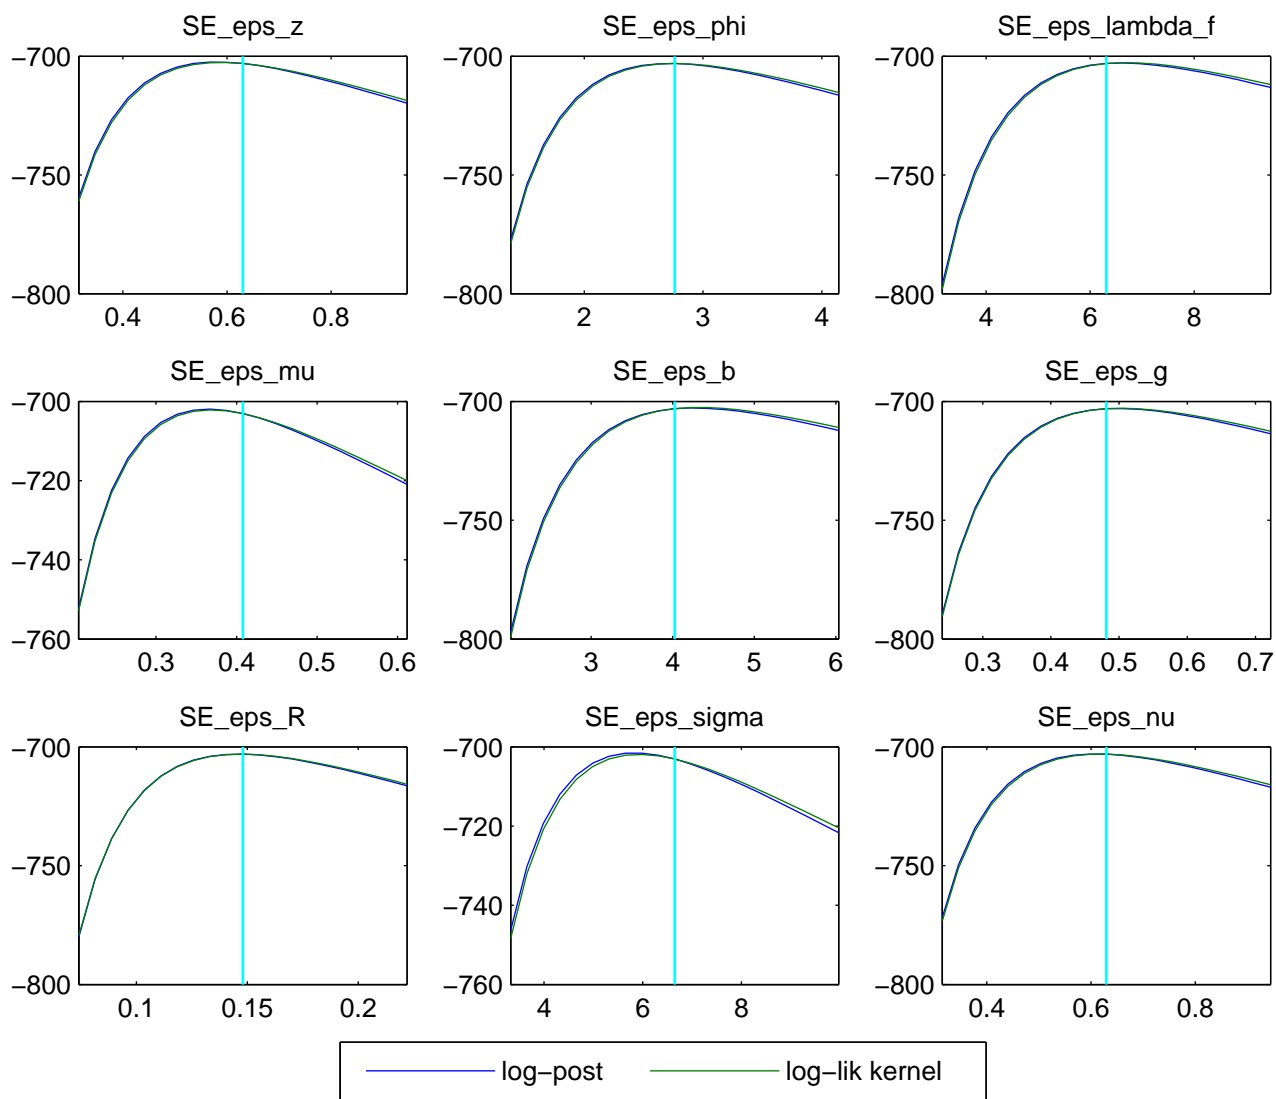 SE_eps_z
−700
−750
−800
0.4 0.6 0.8
SE_eps_phi
−700
−750
−800
2 3 4
SE_eps_lambda_f
−700
−750
−800
4 6 8
SE_eps_mu
−700
−720
−740
−760
0.3 0.4 0.5 0.6
SE_eps_b
−700
−750
−800
3 4 5 6
SE_eps_g
−700
−750
−800
0.3 0.4 0.5 0.6 0.7
SE_eps_R
−700
−750
−800
0.1 0.15 0.2
SE_eps_sigma
−700
−720
−740
−760
4 6 8
SE_eps_nu
−700
−750
−800
0.4 0.6 0.8
log−post log−lik kernel